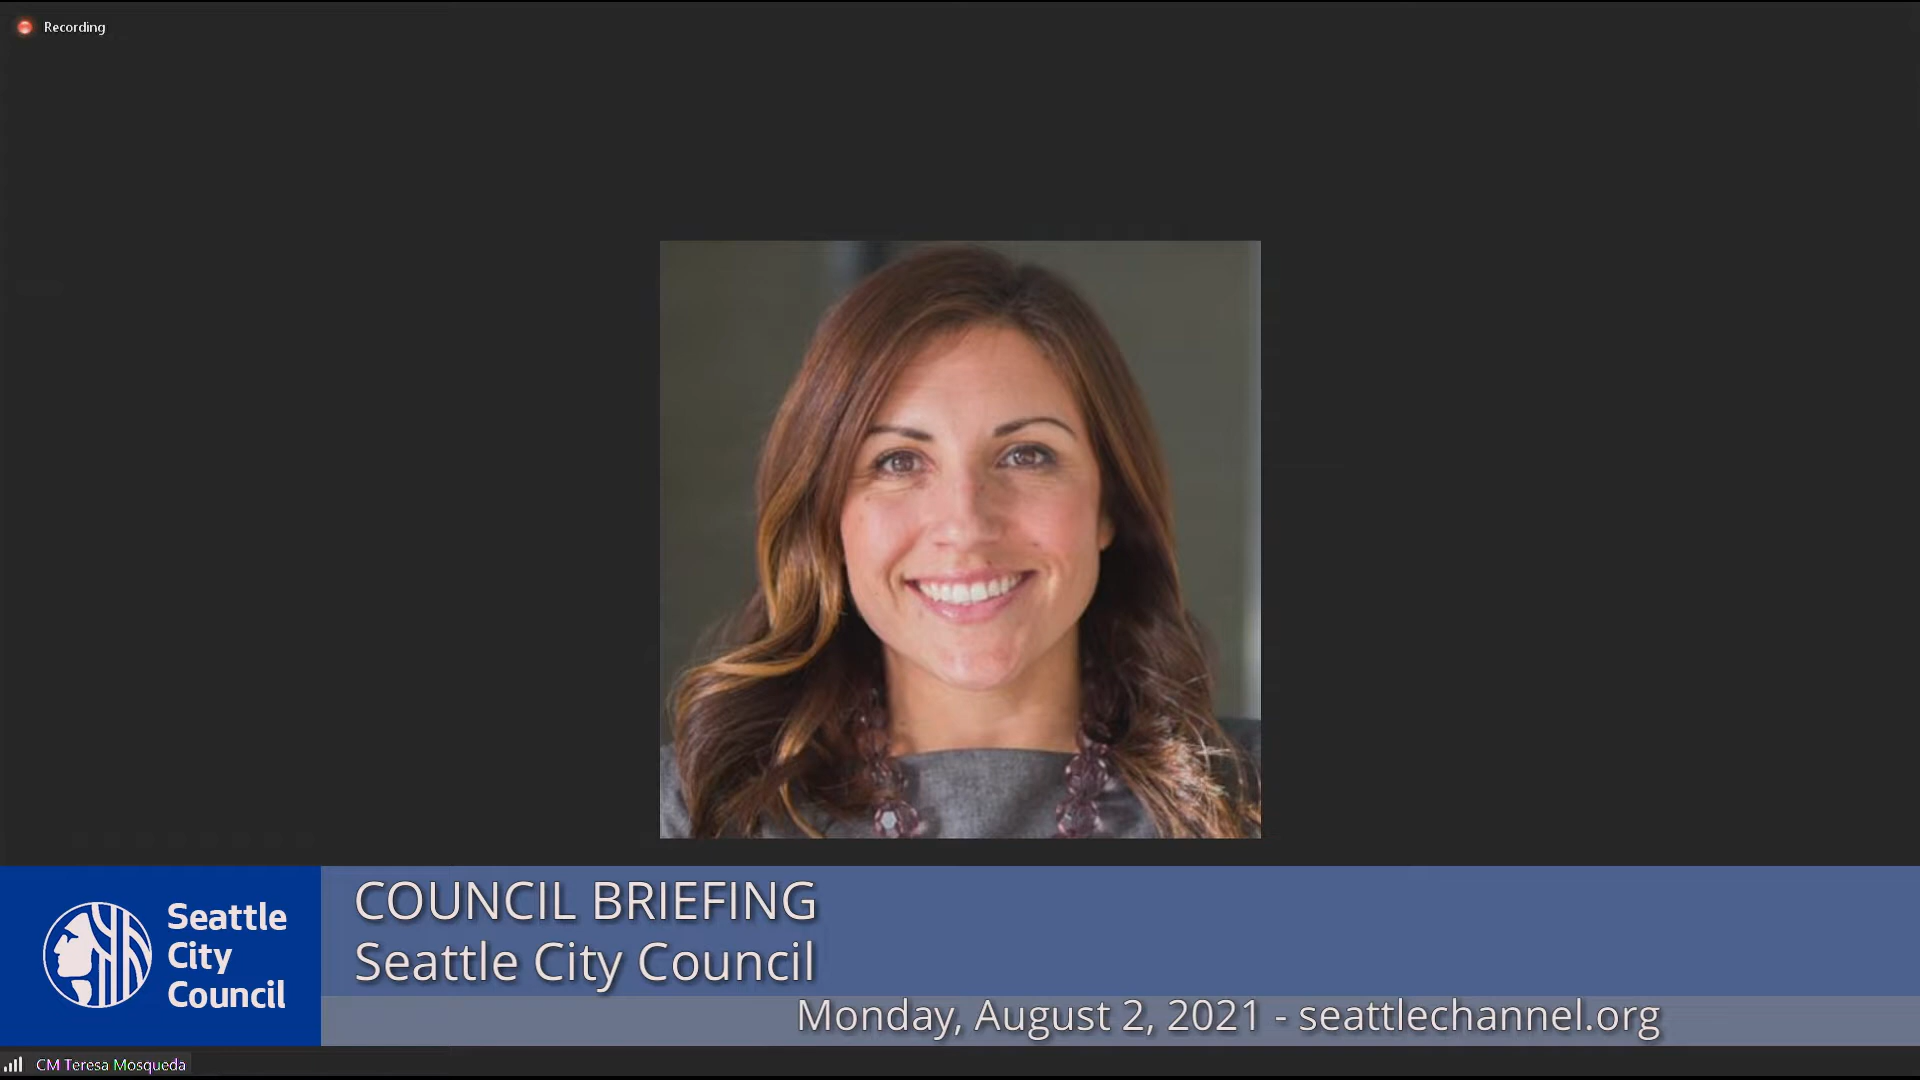 Recording
Seattle
City
Council
COUNCIL BRIEFING
Seattle City Council
Monday, August 2, 2021 - seattlechannel.org
CM Teresa Mosqueda